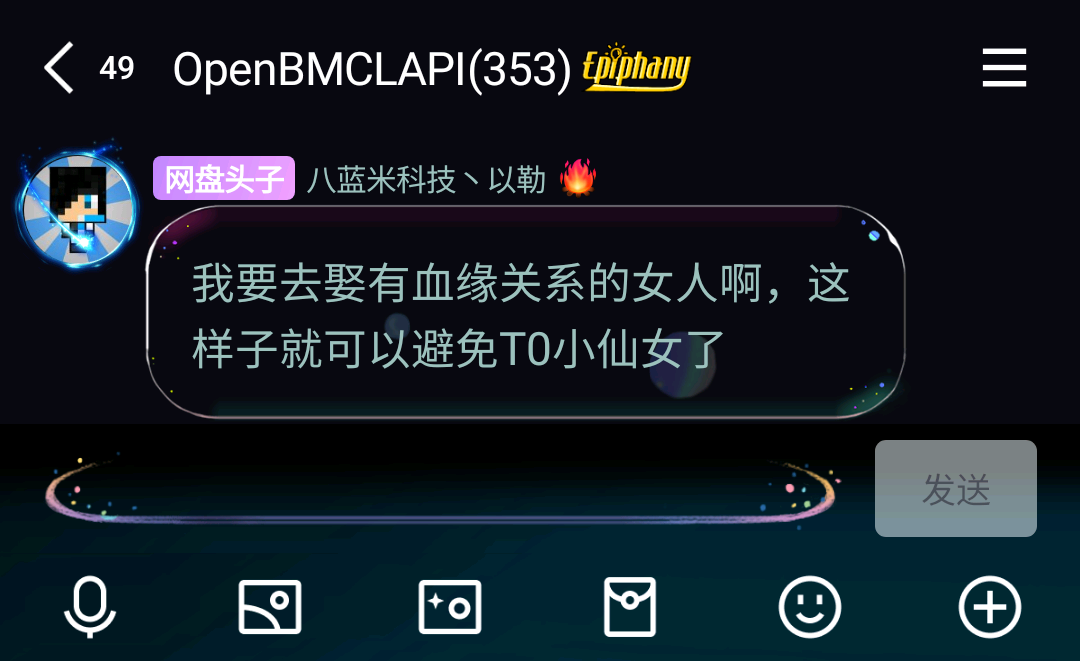 49 OpenBMCLAPI(353) Epiphany
网盘头子 八蓝米科技丶以勒
我要去娶有血缘关系的女人啊，这
样子就可以避免T0小仙女了
发送